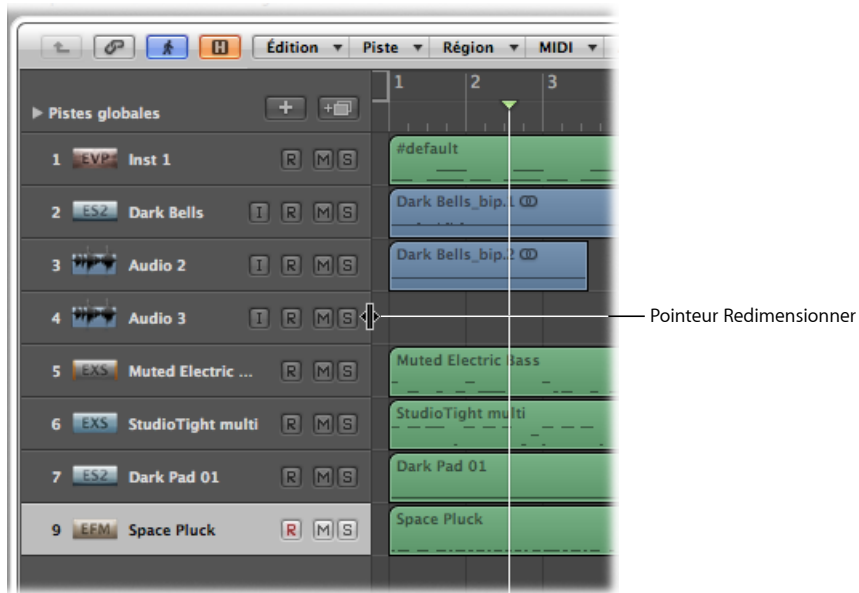 Édition ▼ Piste ▼ Région ▼ MIDI ▼
1 2 3
Pistes globales
1 EVP Inst 1 R M S
#default
2 ES2 Dark Bells I R M S
Dark Bells_bip.1
3 Audio 2 I R M S
Dark Bells_bip.2
4 Audio 3 I R M S
Pointeur Redimensionner
5 EXS Muted Electric ... R M S
Muted Electric Bass
6 EXS StudioTight multi R M S
StudioTight multi
7 ES2 Dark Pad 01 R M S
Dark Pad 01
9 EFM Space Pluck R M S
Space Pluck